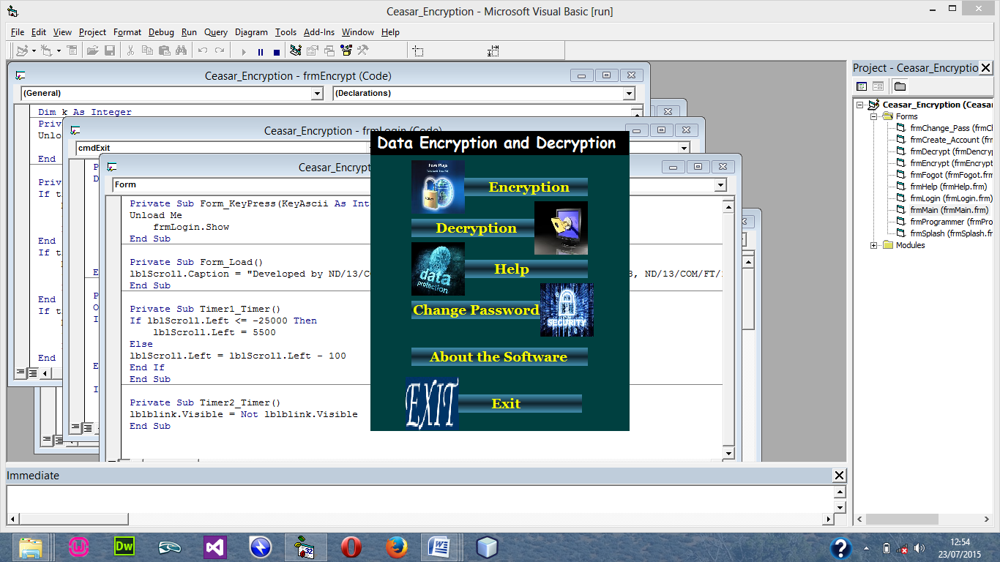 Ceasar_Encryption - Microsoft Visual Basic [run]
File Edit View Project Format Debug Run Query Diagram Tools Add-Ins Window Help
Ceasar_Encryption - frmEncrypt (Code)
(General) (Declarations)
Dim k As Integer
Priv
Unlo
End
Priv
If t
End
If t
End
If t
End
Ceasar_Encryption - frmLogin (Code)
cmdExit
Ceasar_Encrypt
Form
Private Sub Form_KeyPress(KeyAscii As Int
Unload Me
frmLogin.Show
End Sub
Private Sub Form_Load()
lblScroll.Caption = "Developed by ND/13/C , ND/13/COM/FT/
End Sub
Private Sub Timer1_Timer()
If lblScroll.Left <= -25000 Then
lblScroll.Left = 5500
Else
lblScroll.Left = lblScroll.Left - 100
End If
End Sub
Private Sub Timer2_Timer()
lblblink.Visible = Not lblblink.Visible
End Sub
Data Encryption and Decryption
Encryption
Decryption
data
protection
Help
Change Password
SECURITY
About the Software
EXIT
Exit
Project - Ceasar_Encryptio
Ceasar_Encryption (Ceasar
Forms
frmChange_Pass (frmCh
frmCreate_Account (frm
frmDecrypt (frmDencryp
frmEncrypt (frmEncrypt
frmFogot (frmFogot.frm
frmHelp (frmHelp.frm)
frmLogin (frmLogin.frm)
frmMain (frmMain.frm)
frmProgrammer (frmPro
frmSplash (frmSplash.fr
Modules
Immediate
Dw
32
12:54
23/07/2015